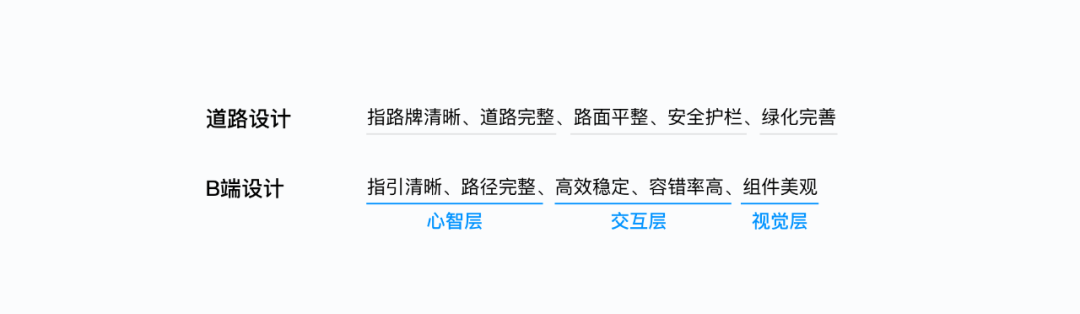 道路设计 指路牌清晰、道路完整、路面平整、安全护栏、绿化完善
B端设计 指引清晰、路径完整、高效稳定、容错率高、组件美观
心智层 交互层 视觉层